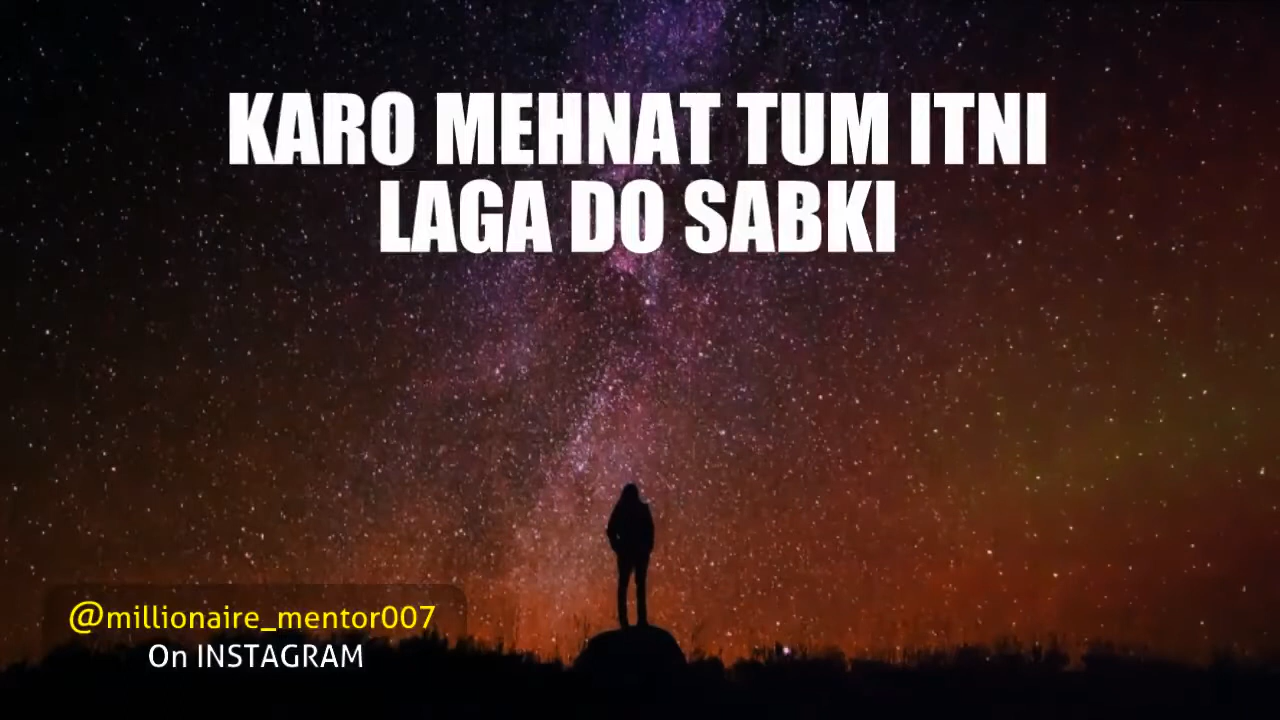 KARO MEHNAT TUM ITNI
LAGA DO SABKI
@millionaire_mentor007
On INSTAGRAM